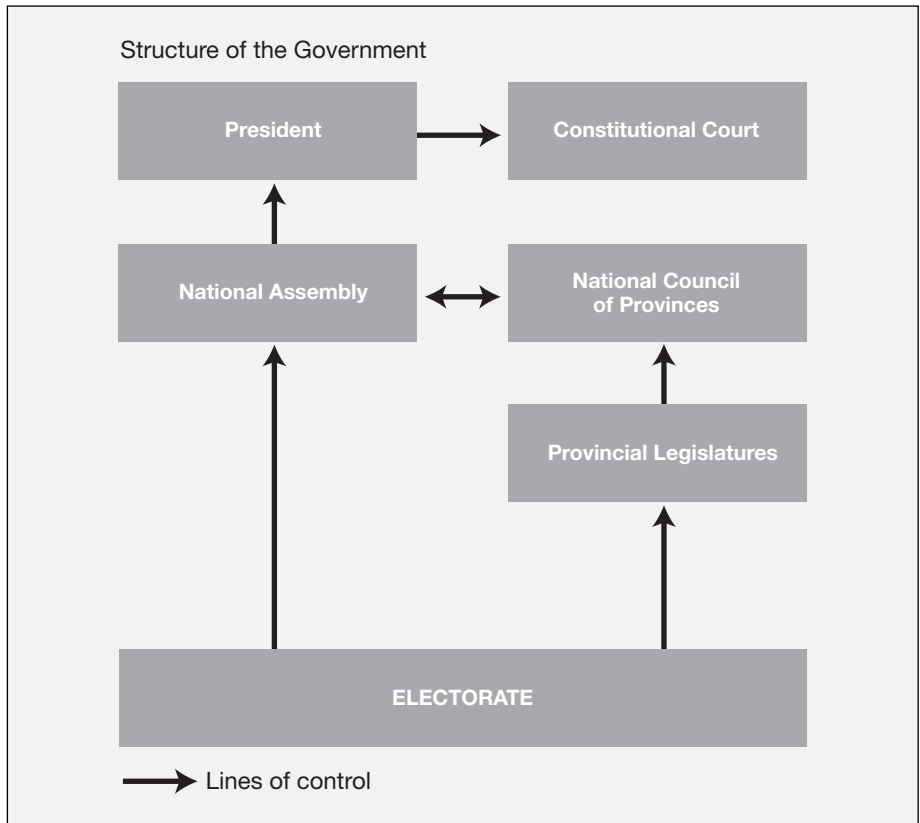 Structure of the Government
President
Constitutional Court
National Assembly
National Council
of Provinces
Provincial Legislatures
ELECTORATE
Lines of control